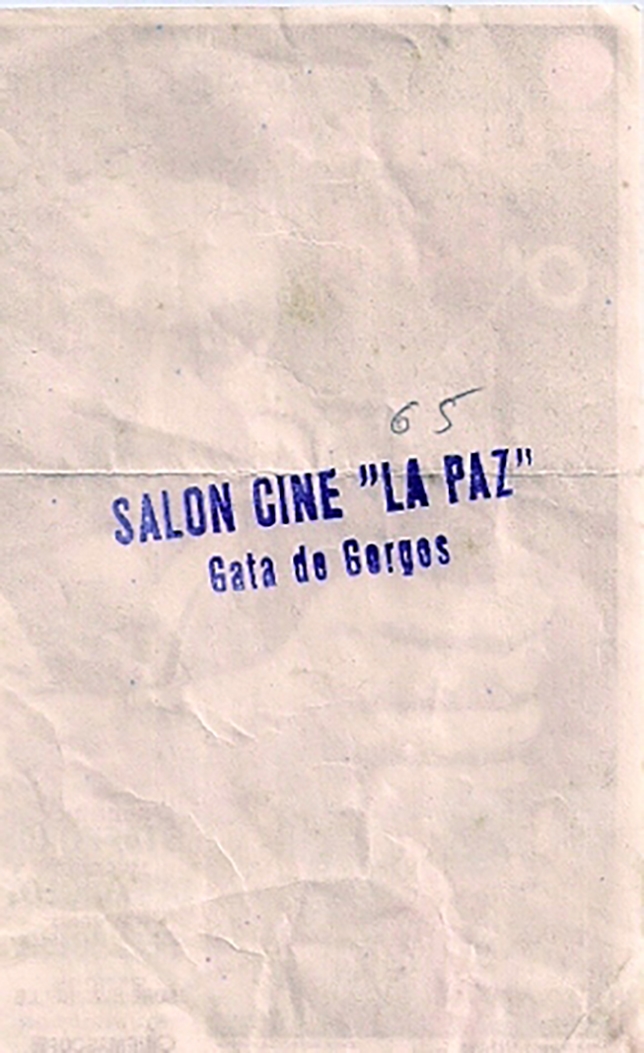 65
SALON CINE "LA PAZ"
Gata de Gorgos